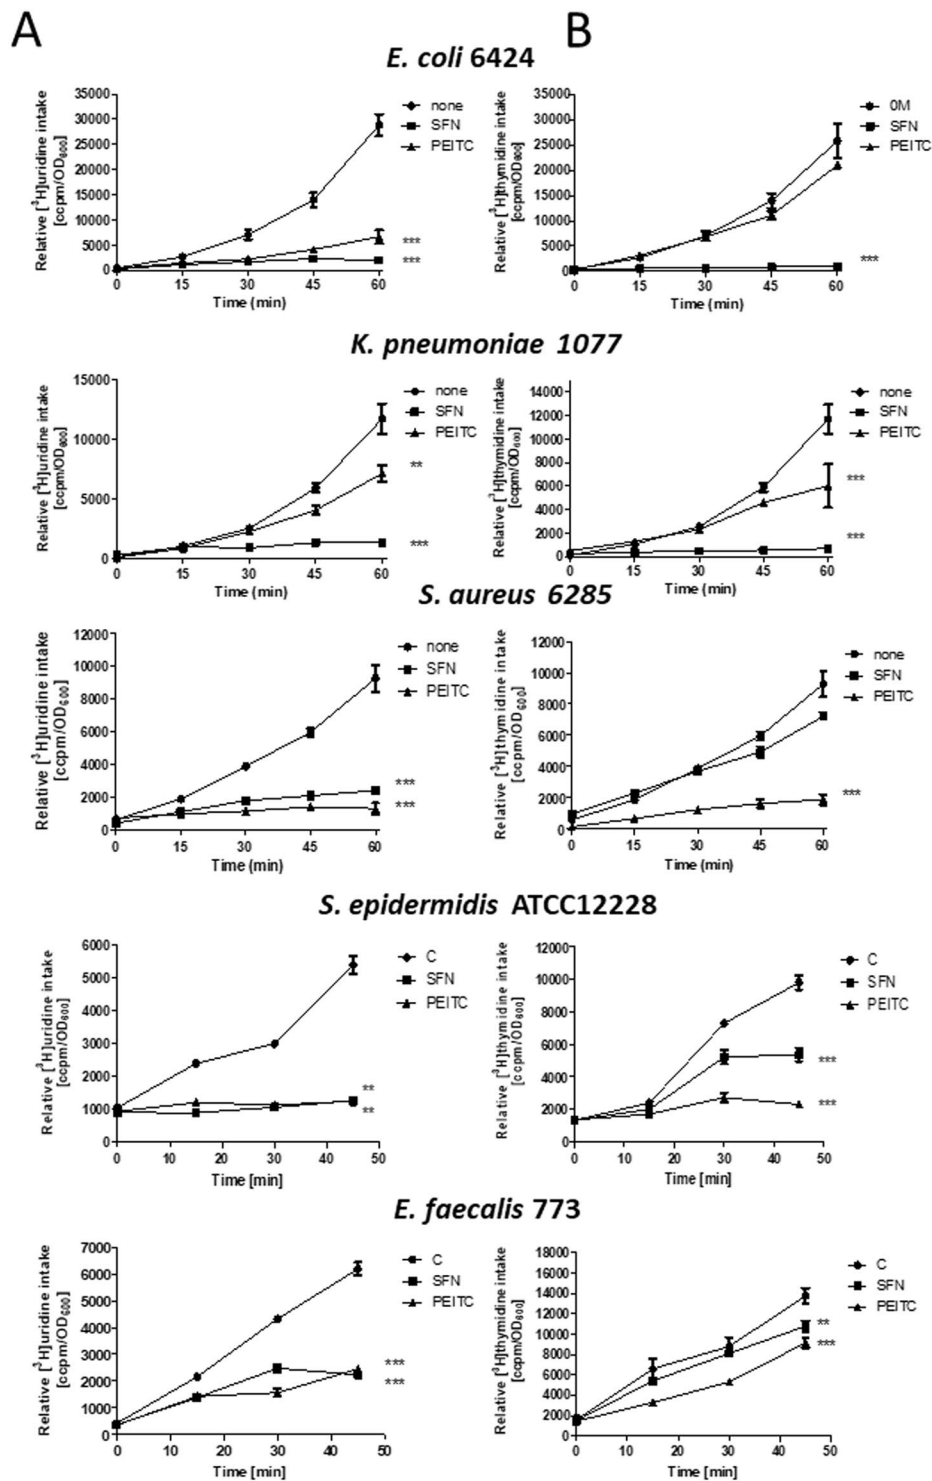 A
B
E. coli 6424
Relative [³H]uridine intake
[ccpm/OD₆₀₀]
35000
30000
25000
20000
15000
10000
5000
0
0 15 30 45 60
Time (min)
none
SFN
PEITC
***
***
Relative [³H]thymidine intake
[ccpm/OD₆₀₀]
35000
30000
25000
20000
15000
10000
5000
0
0 15 30 45 60
Time (min)
0M
SFN
PEITC
***
K. pneumoniae 1077
Relative [³H]uridine intake
[ccpm/OD₆₀₀]
15000
10000
5000
0
0 15 30 45 60
Time (min)
none
SFN
PEITC
**
***
Relative [³H]thymidine intake
[ccpm/OD₆₀₀]
14000
12000
10000
8000
6000
4000
2000
0
0 15 30 45 60
Time (min)
none
SFN
PEITC
***
***
S. aureus 6285
Relative [³H]uridine intake
[ccpm/OD₆₀₀]
12000
10000
8000
6000
4000
2000
0
0 15 30 45 60
Time (min)
none
SFN
PEITC
***
***
Relative [³H]thymidine intake
[ccpm/OD₆₀₀]
12000
10000
8000
6000
4000
2000
0
0 15 30 45 60
Time (min)
none
SFN
PEITC
***
S. epidermidis ATCC12228
Relative [³H]uridine intake
[ccpm/OD₆₀₀]
6000
5000
4000
3000
2000
1000
0
0 10 20 30 40 50
Time [min]
C
SFN
PEITC
**
**
Relative [³H]thymidine intake
[ccpm/OD₆₀₀]
12000
10000
8000
6000
4000
2000
0
0 10 20 30 40 50
Time [min]
C
SFN
PEITC
***
***
E. faecalis 773
Relative [³H]uridine intake
[ccpm/OD₆₀₀]
7000
6000
5000
4000
3000
2000
1000
0
0 10 20 30 40 50
Time [min]
C
SFN
PEITC
***
***
Relative [³H]thymidine intake
[ccpm/OD₆₀₀]
18000
16000
14000
12000
10000
8000
6000
4000
2000
0
0 10 20 30 40 50
Time [min]
C
SFN
PEITC
**
***